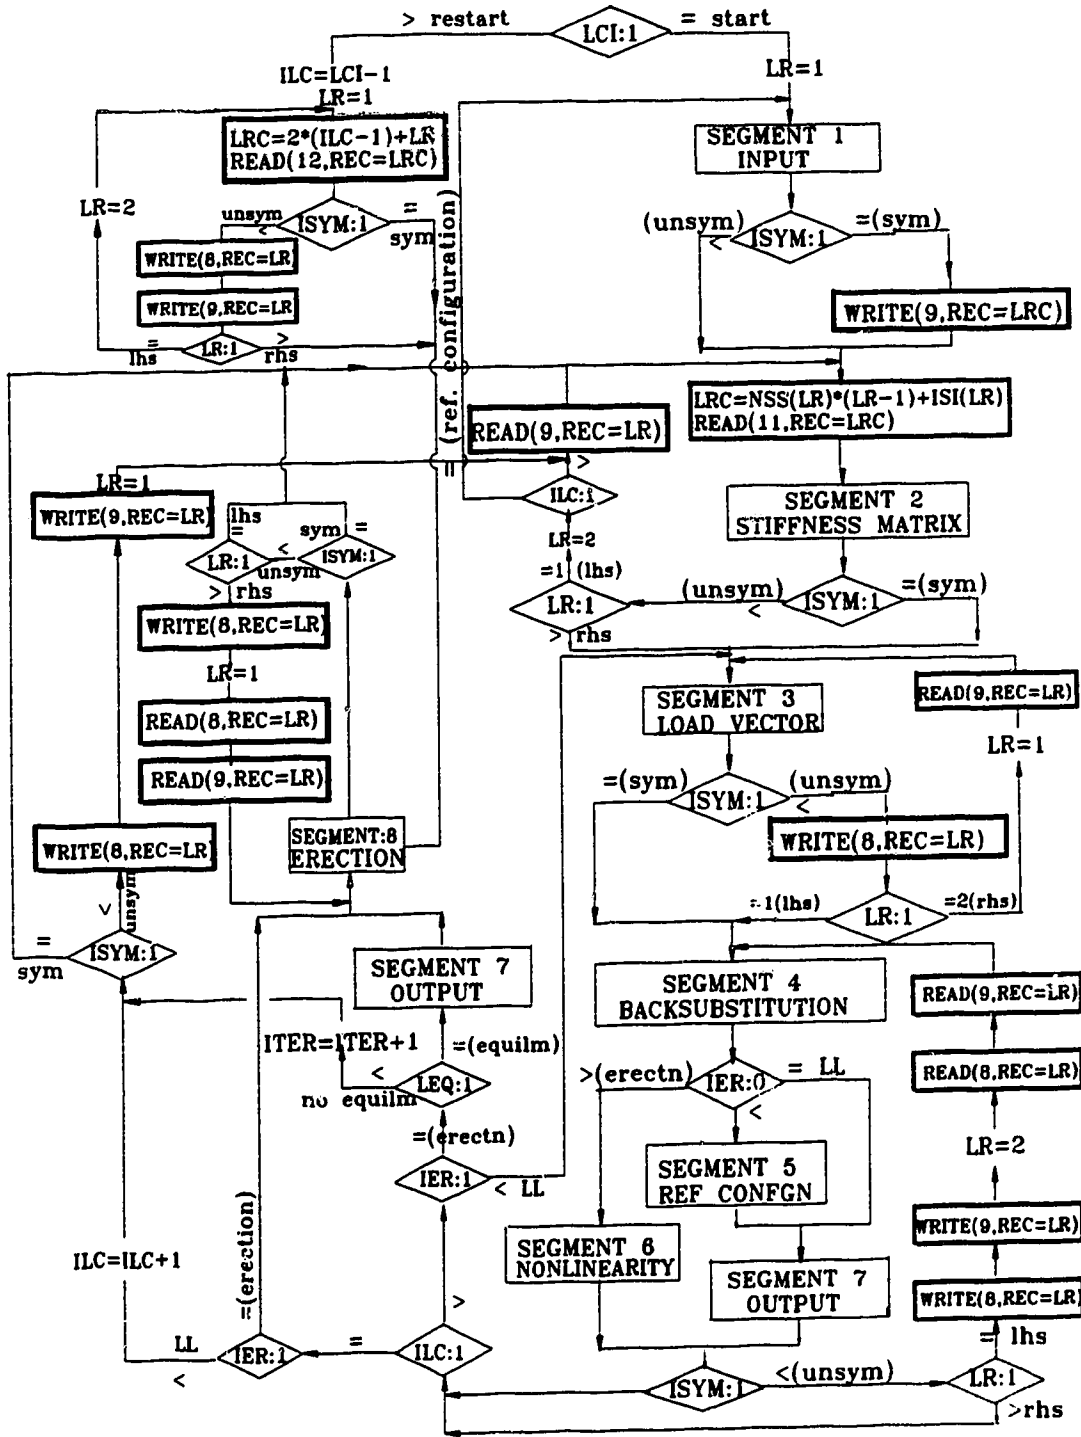 > restart
LCI:1
= start
ILC=LCI-1
LR=1
LR=1
LRC=2*(ILC-1)+LR
READ(12,REC=LRC)
SEGMENT 1
INPUT
LR=2
unsym
<
ISYM:1
=
sym
(unsym)
<
ISYM:1
=(sym)
WRITE(8,REC=LR
WRITE(9,REC=LR
WRITE(9,REC=LRC)
=
lhs
LR:1
>
rhs
= (ref. configuration)
READ(9,REC=LR)
LRC=NSS(LR)*(LR-1)+ISI(LR)
READ(11,REC=LRC)
LR=1
WRITE(9,REC=LR)
>
ILC:1
SEGMENT 2
STIFFNESS MATRIX
lhs
=
sym =
LR:1
<
unsym
ISYM:1
LR=2
=1 (lhs)
(unsym)
<
ISYM:1
=(sym)
LR:1
> rhs
> rhs
WRITE(8,REC=LR)
LR=1
READ(8,REC=LR)
READ(9,REC=LR)
SEGMENT 3
LOAD VECTOR
READ(9,REC=LR)
LR=1
=(sym)
ISYM:1
(unsym)
<
WRITE(8,REC=LR)
SEGMENT:8
ERECTION
WRITE(8,REC=LR)
=1(lhs)
LR:1
=2(rhs)
<
unsym
=
sym
ISYM:1
SEGMENT 7
OUTPUT
SEGMENT 4
BACKSUBSTITUTION
READ(9,REC=LR)
ITER=ITER+1
=(equilm)
READ(8,REC=LR)
<
no equilm
LEQ:1
>(erectn)
IER:0
= LL
<
LR=2
=(erectn)
IER:1
< LL
SEGMENT 5
REF CONFGN
WRITE(9,REC=LR)
ILC=ILC+1
=(erection)
SEGMENT 6
NONLINEARITY
SEGMENT 7
OUTPUT
WRITE(8,REC=LR)
>
= lhs
LL
<
IER:1
=
ILC:1
ISYM:1
<(unsym)
LR:1
>rhs